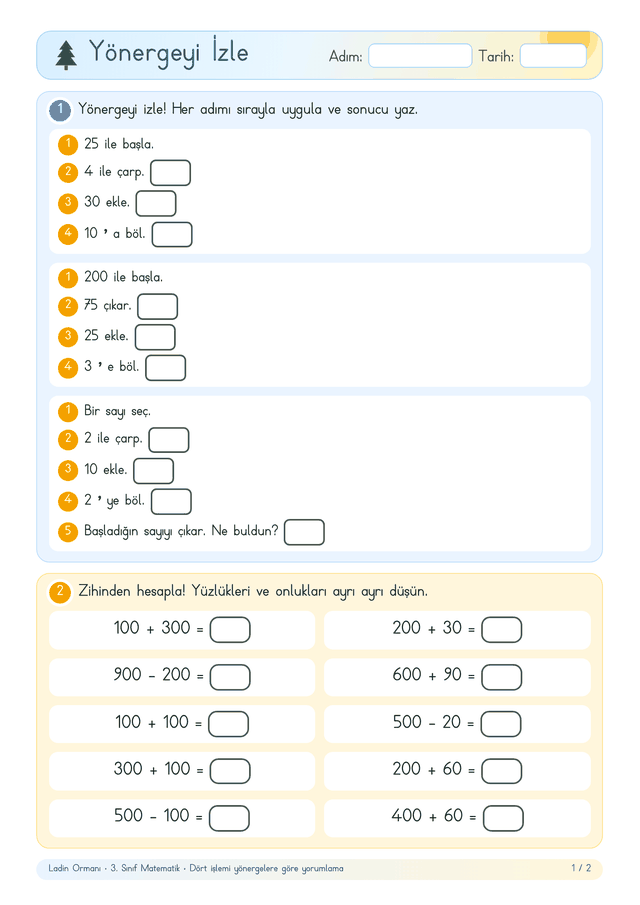 Yönergeyi İzle
Adım:
Tarih:
1 Yönergeyi izle! Her adımı sırayla uygula ve sonucu yaz.
1 25 ile başla.
2 4 ile çarp.
3 30 ekle.
4 10 ’ a böl.
1 200 ile başla.
2 75 çıkar.
3 25 ekle.
4 3 ’ e böl.
1 Bir sayı seç.
2 2 ile çarp.
3 10 ekle.
4 2 ’ ye böl.
5 Başladığın sayıyı çıkar. Ne buldun?
2 Zihinden hesapla! Yüzlükleri ve onlukları ayrı ayrı düşün.
100 + 300 =
200 + 30 =
900 - 200 =
600 + 90 =
100 + 100 =
500 - 20 =
300 + 100 =
200 + 60 =
500 - 100 =
400 + 60 =
Ladin Ormanı · 3. Sınıf Matematik · Dört işlemi yönergelere göre yorumlama
1 / 2